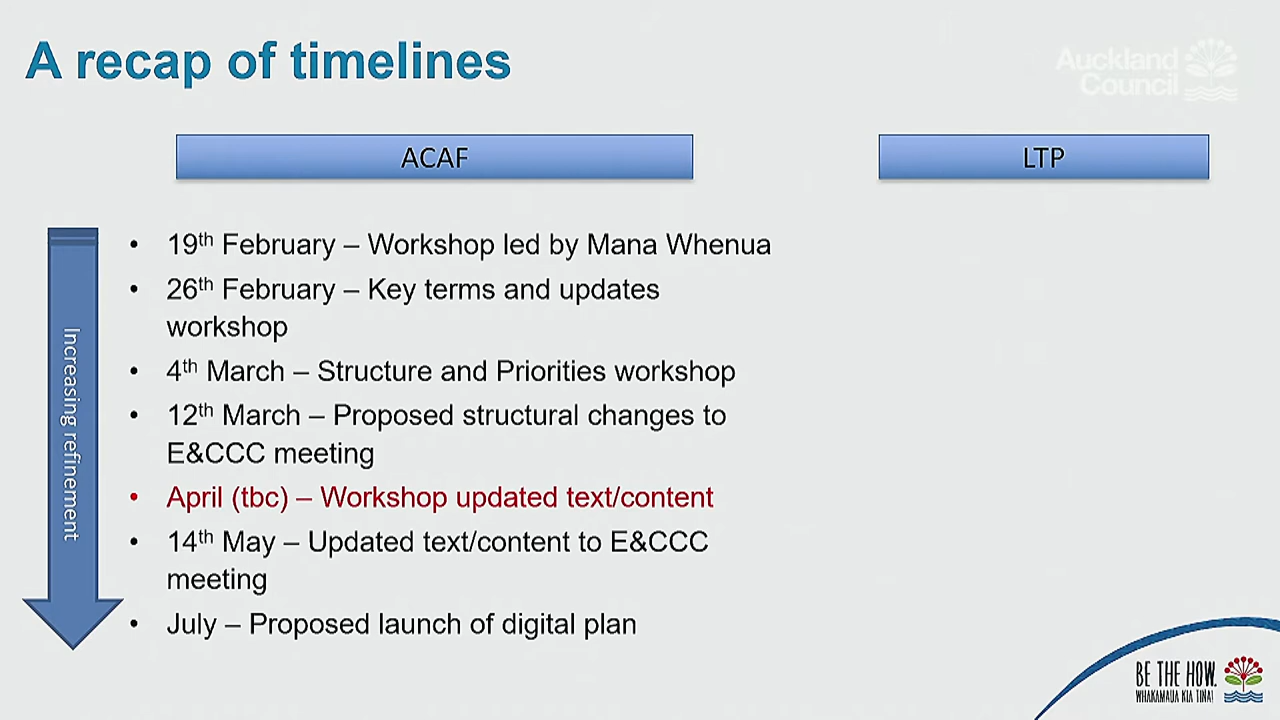 A recap of timelines
Auckland
Council
ACAF
LTP
Increasing refinement
• 19th February – Workshop led by Mana Whenua
• 26th February – Key terms and updates
workshop
• 4th March – Structure and Priorities workshop
• 12th March – Proposed structural changes to
E&CCC meeting
• April (tbc) – Workshop updated text/content
• 14th May – Updated text/content to E&CCC
meeting
• July – Proposed launch of digital plan
BE THE HOW.
WHAKAMAUA KIA TINA!